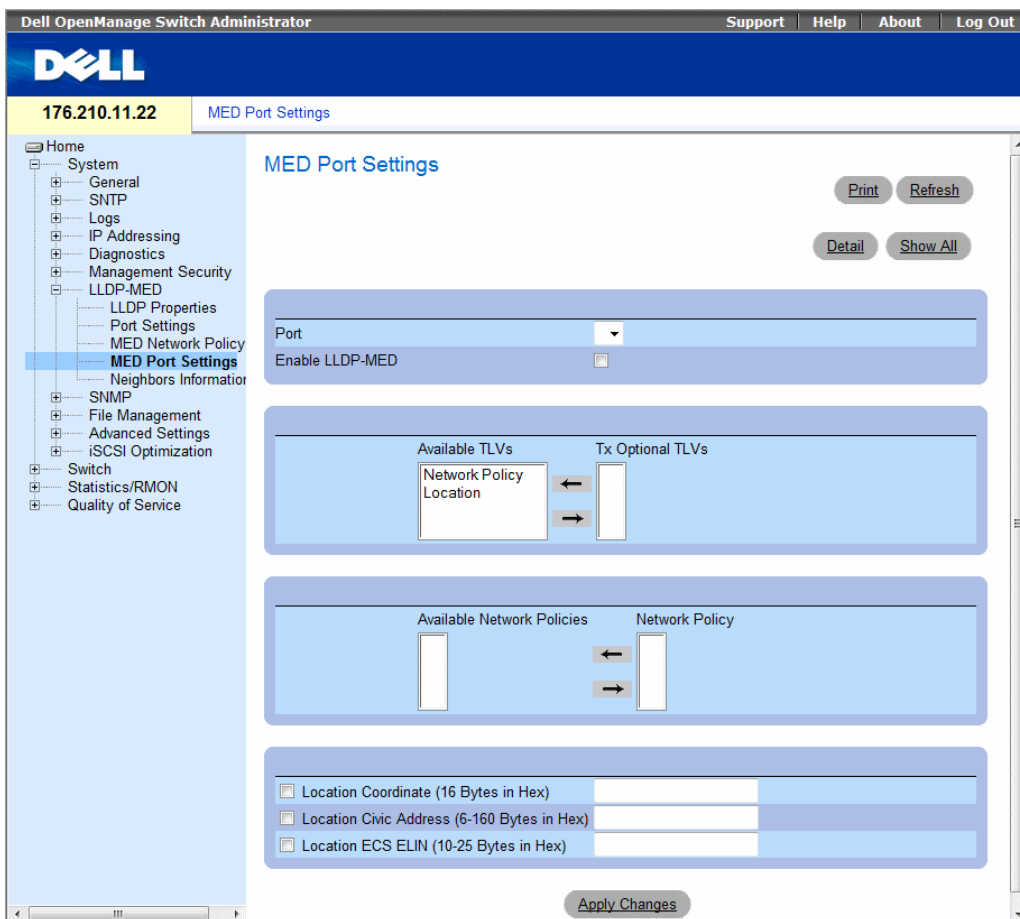 Dell OpenManage Switch Administrator
Support | Help | About | Log Out
DELL
176.210.11.22
MED Port Settings
Home
System
General
SNTP
Logs
IP Addressing
Diagnostics
Management Security
LLDP-MED
LLDP Properties
Port Settings
MED Network Policy
MED Port Settings
Neighbors Information
SNMP
File Management
Advanced Settings
iSCSI Optimization
Switch
Statistics/RMON
Quality of Service
MED Port Settings
Print
Refresh
Detail
Show All
Port
Enable LLDP-MED
Available TLVs
Tx Optional TLVs
Network Policy
Location
Available Network Policies
Network Policy
Location Coordinate (16 Bytes in Hex)
Location Civic Address (6-160 Bytes in Hex)
Location ECS ELIN (10-25 Bytes in Hex)
Apply Changes